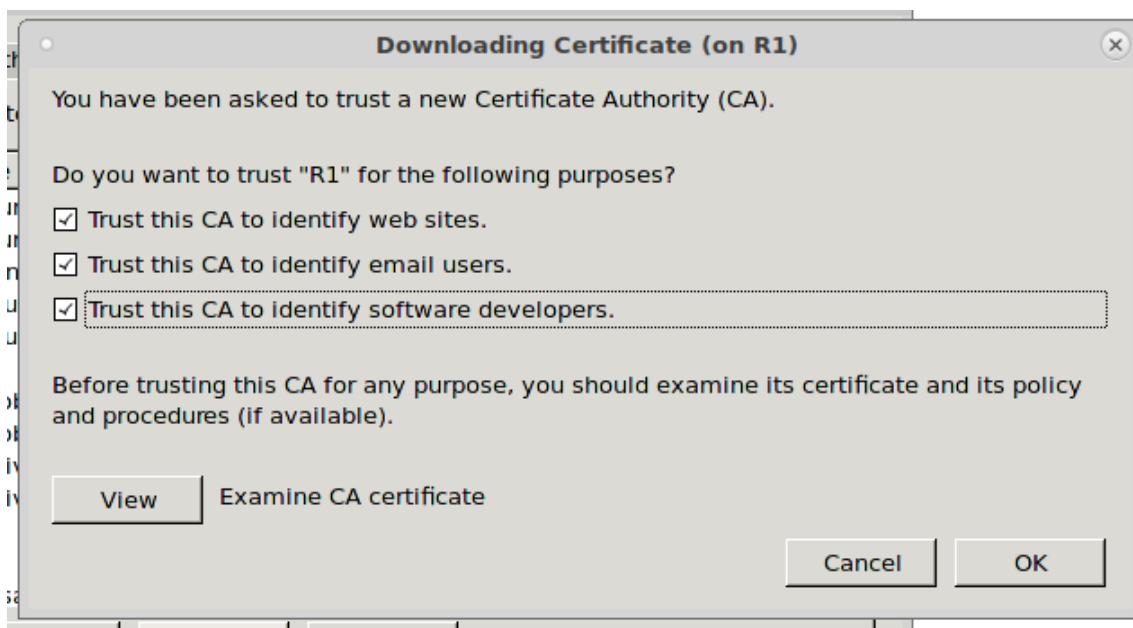 Downloading Certificate (on R1)
You have been asked to trust a new Certificate Authority (CA).
Do you want to trust "R1" for the following purposes?
Trust this CA to identify web sites.
Trust this CA to identify email users.
Trust this CA to identify software developers.
Before trusting this CA for any purpose, you should examine its certificate and its policy
and procedures (if available).
View Examine CA certificate
Cancel OK